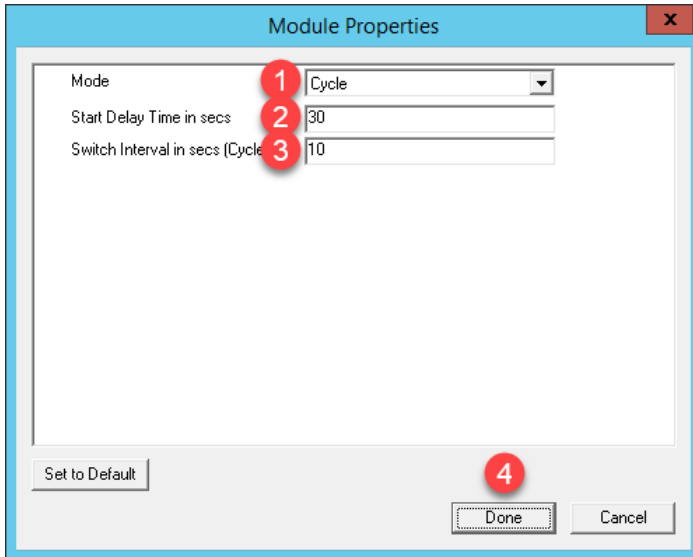 Module Properties
x
Mode 1 Cycle
Start Delay Time in secs 2 30
Switch Interval in secs (Cycle 3 10
Set to Default
4
Done Cancel